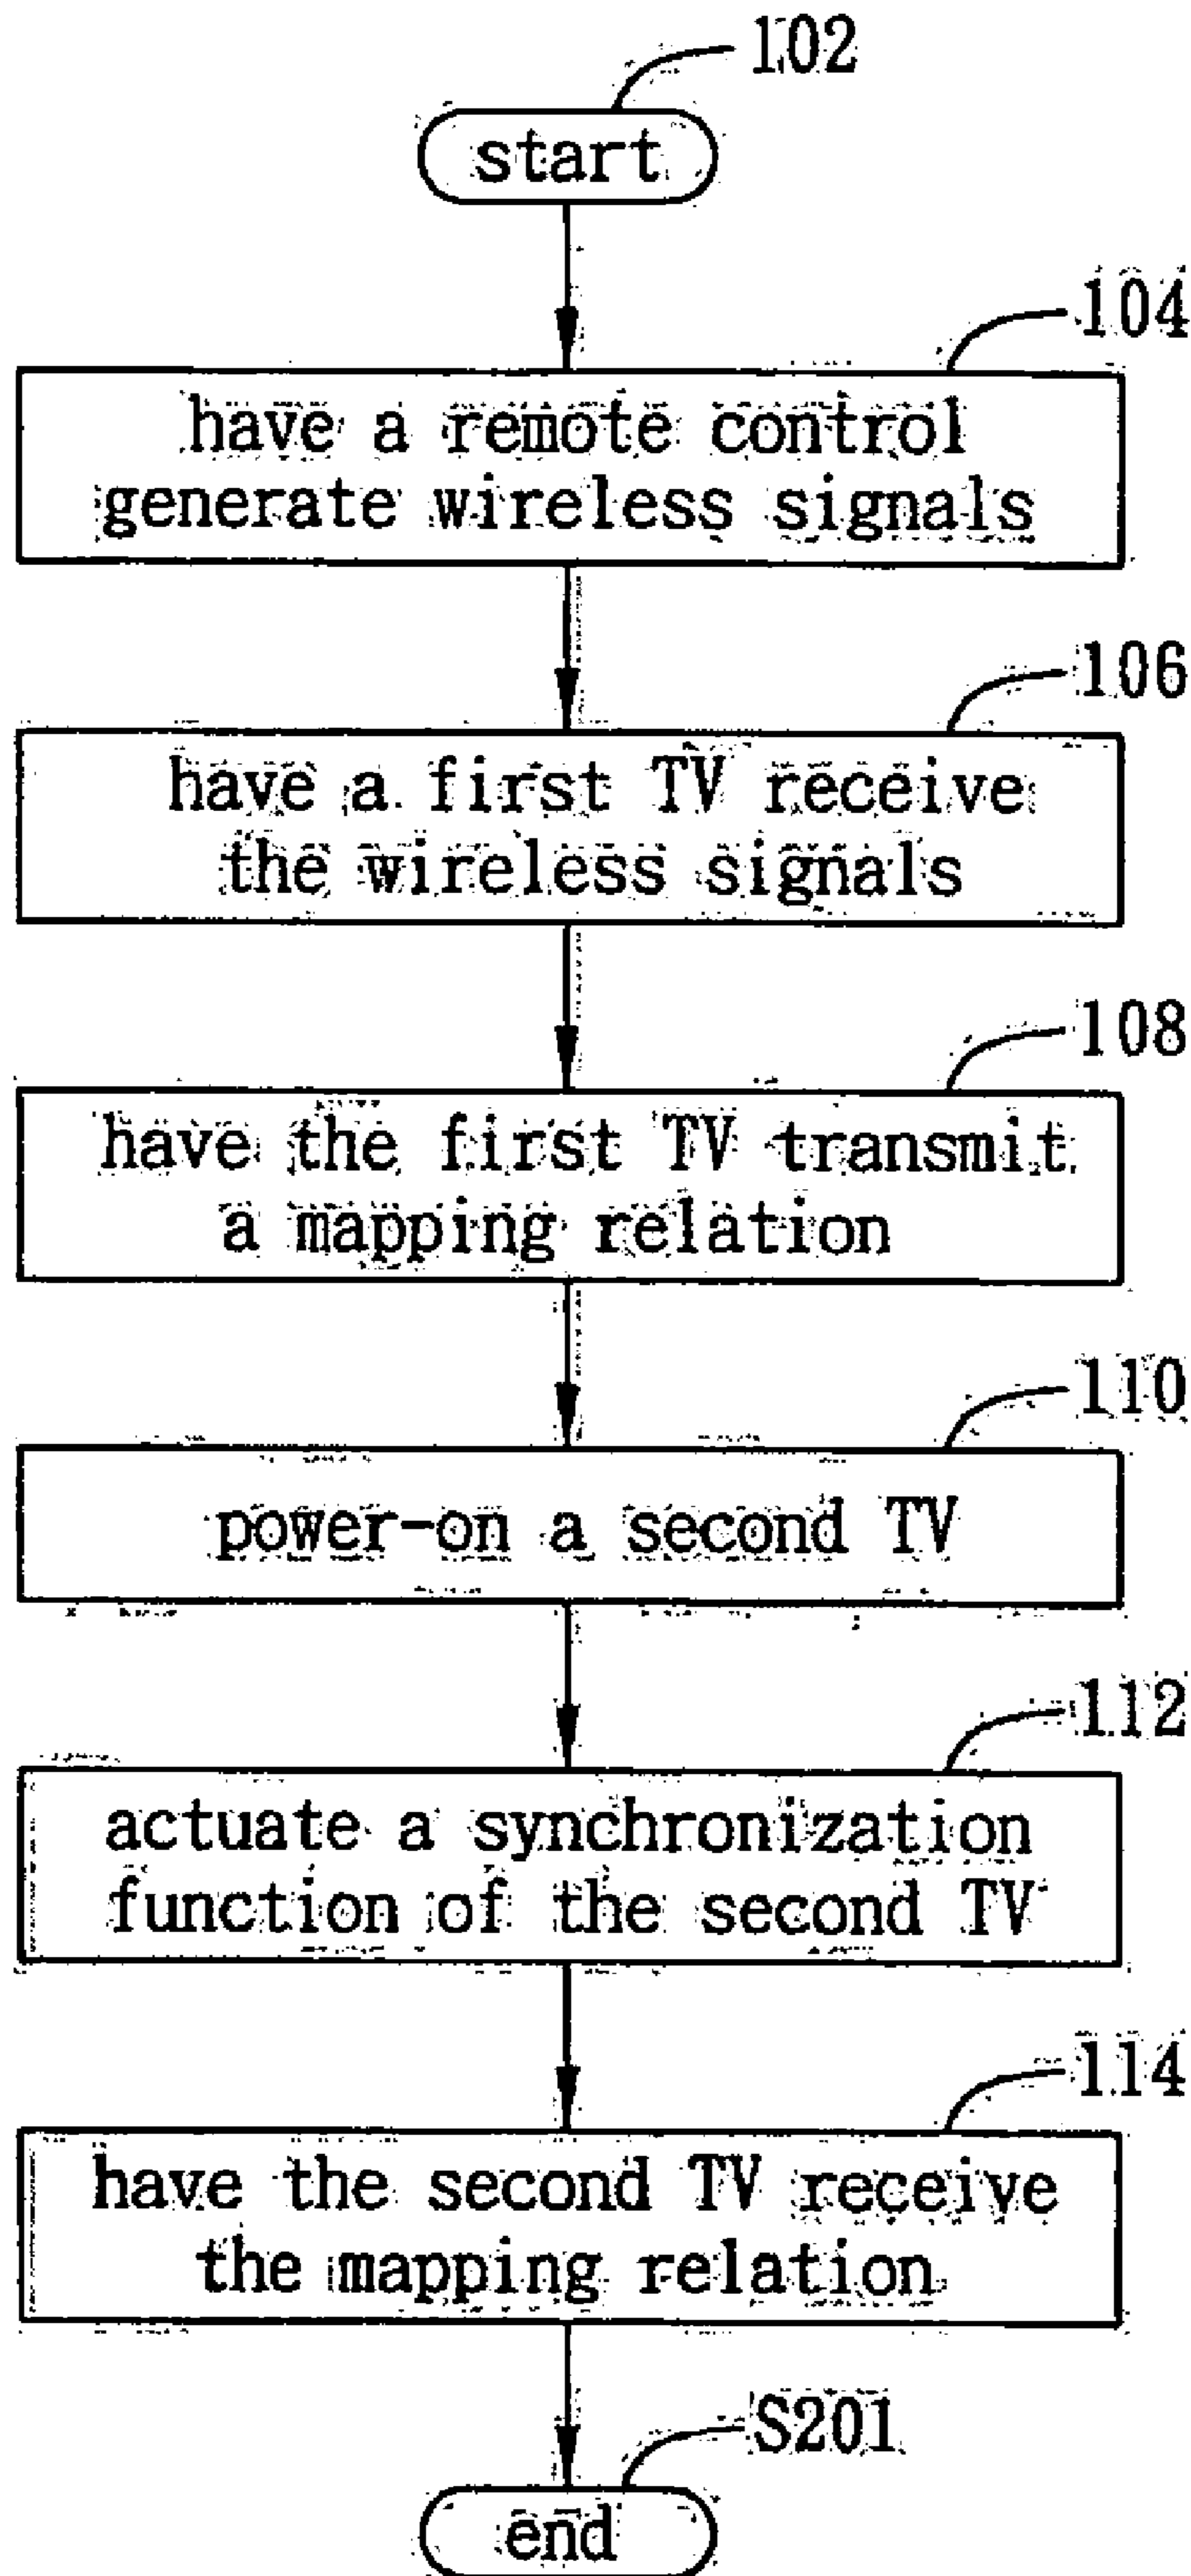 102
start
104
have a remote control
generate wireless signals
106
have a first TV receive
the wireless signals
108
have the first TV transmit
a mapping relation
110
power-on a second TV
112
actuate a synchronization
function of the second TV
114
have the second TV receive
the mapping relation
S201
end